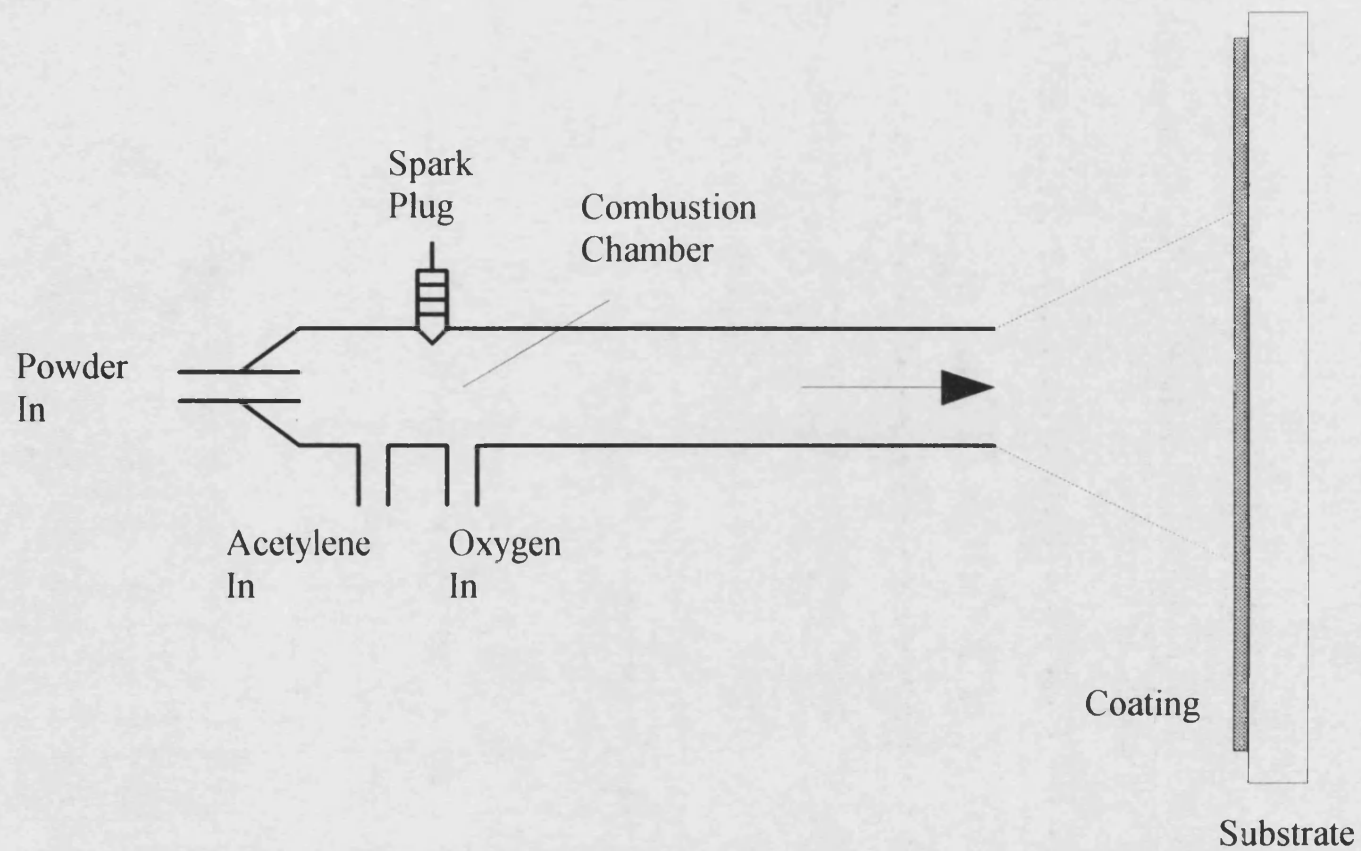 Spark
Plug
Combustion
Chamber
Powder
In
Acetylene
In
Oxygen
In
Coating
Substrate